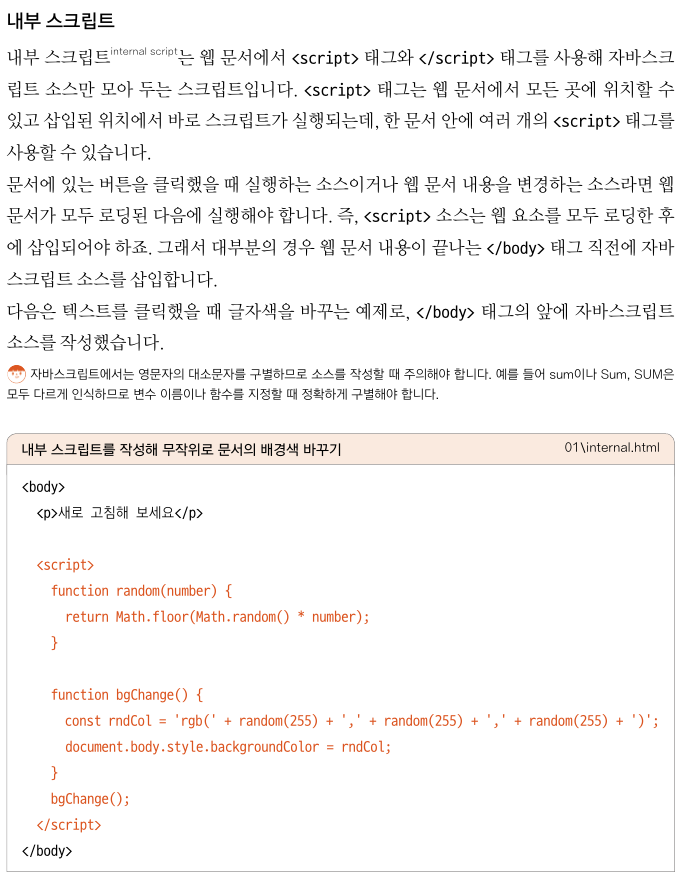 내부 스크립트
내부 스크립트internal script는 웹 문서에서 <script> 태그와 </script> 태그를 사용해 자바스크
립트 소스만 모아 두는 스크립트입니다. <script> 태그는 웹 문서에서 모든 곳에 위치할 수
있고 삽입된 위치에서 바로 스크립트가 실행되는데, 한 문서 안에 여러 개의 <script> 태그를
사용할 수 있습니다.
문서에 있는 버튼을 클릭했을 때 실행하는 소스이거나 웹 문서 내용을 변경하는 소스라면 웹
문서가 모두 로딩된 다음에 실행해야 합니다. 즉, <script> 소스는 웹 요소를 모두 로딩한 후
에 삽입되어야 하죠. 그래서 대부분의 경우 웹 문서 내용이 끝나는 </body> 태그 직전에 자바
스크립트 소스를 삽입합니다.
다음은 텍스트를 클릭했을 때 글자색을 바꾸는 예제로, </body> 태그의 앞에 자바스크립트
소스를 작성했습니다.
자바스크립트에서는 영문자의 대소문자를 구별하므로 소스를 작성할 때 주의해야 합니다. 예를 들어 sum이나 Sum, SUM은
모두 다르게 인식하므로 변수 이름이나 함수를 지정할 때 정확하게 구별해야 합니다.
내부 스크립트를 작성해 무작위로 문서의 배경색 바꾸기 01\internal.html
<body>
<p>새로 고침해 보세요</p>
<script>
function random(number) {
return Math.floor(Math.random() * number);
}
function bgChange() {
const rndCol = 'rgb(' + random(255) + ',' + random(255) + ',' + random(255) + ')';
document.body.style.backgroundColor = rndCol;
}
bgChange();
</script>
</body>